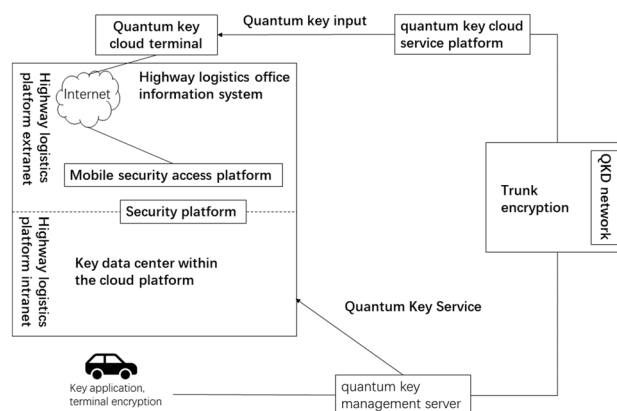 Quantum key
cloud terminal
Quantum key input
quantum key cloud
service platform
Highway logistics
platform extranet
Internet
Highway logistics office
information system
Mobile security access platform
Security platform
Highway logistics
platform intranet
Key data center within
the cloud platform
Trunk
encryption
QKD network
Quantum Key Service
Key application,
terminal encryption
quantum key
management server